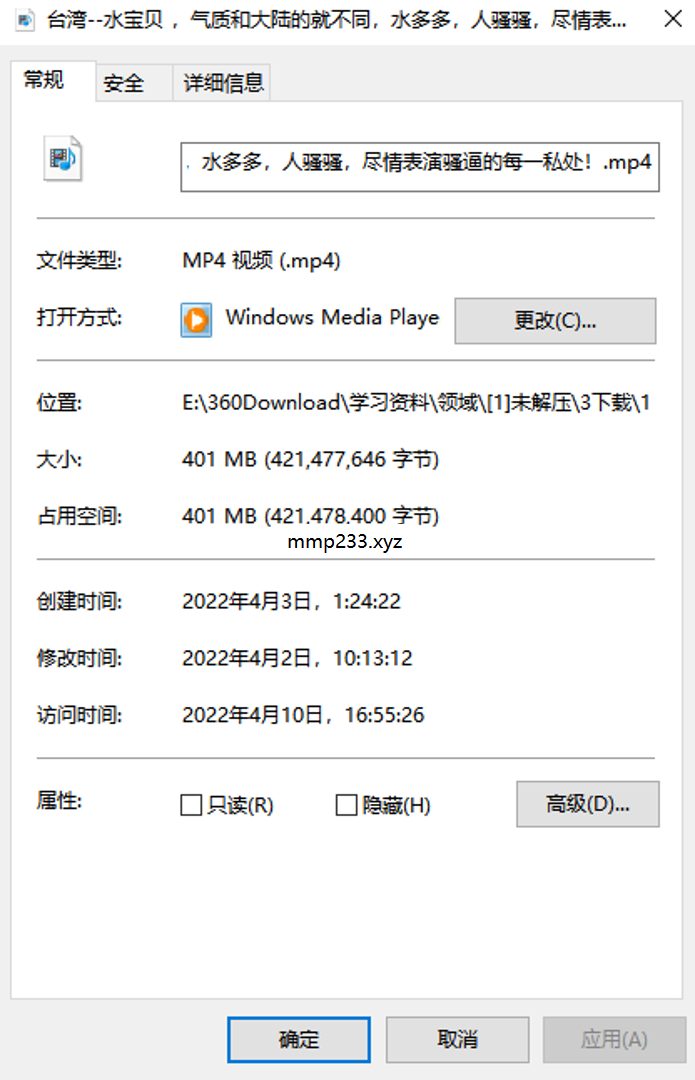 台湾--水宝贝 ，气质和大陆的就不同，水多多，人骚骚，尽情表...
常规 安全 详细信息
水多多，人骚骚，尽情表演骚逼的每一私处！.mp4
文件类型: MP4 视频 (.mp4)
打开方式: Windows Media Playe 更改(C)...
位置: E:\360Download\学习资料\领域\[1]未解压\3下载\1
大小: 401 MB (421,477,646 字节)
占用空间: 401 MB (421,478,400 字节)
mmp233.xyz
创建时间: 2022年4月3日，1:24:22
修改时间: 2022年4月2日，10:13:12
访问时间: 2022年4月10日，16:55:26
属性: 只读(R) 隐藏(H) 高级(D)...
确定 取消 应用(A)